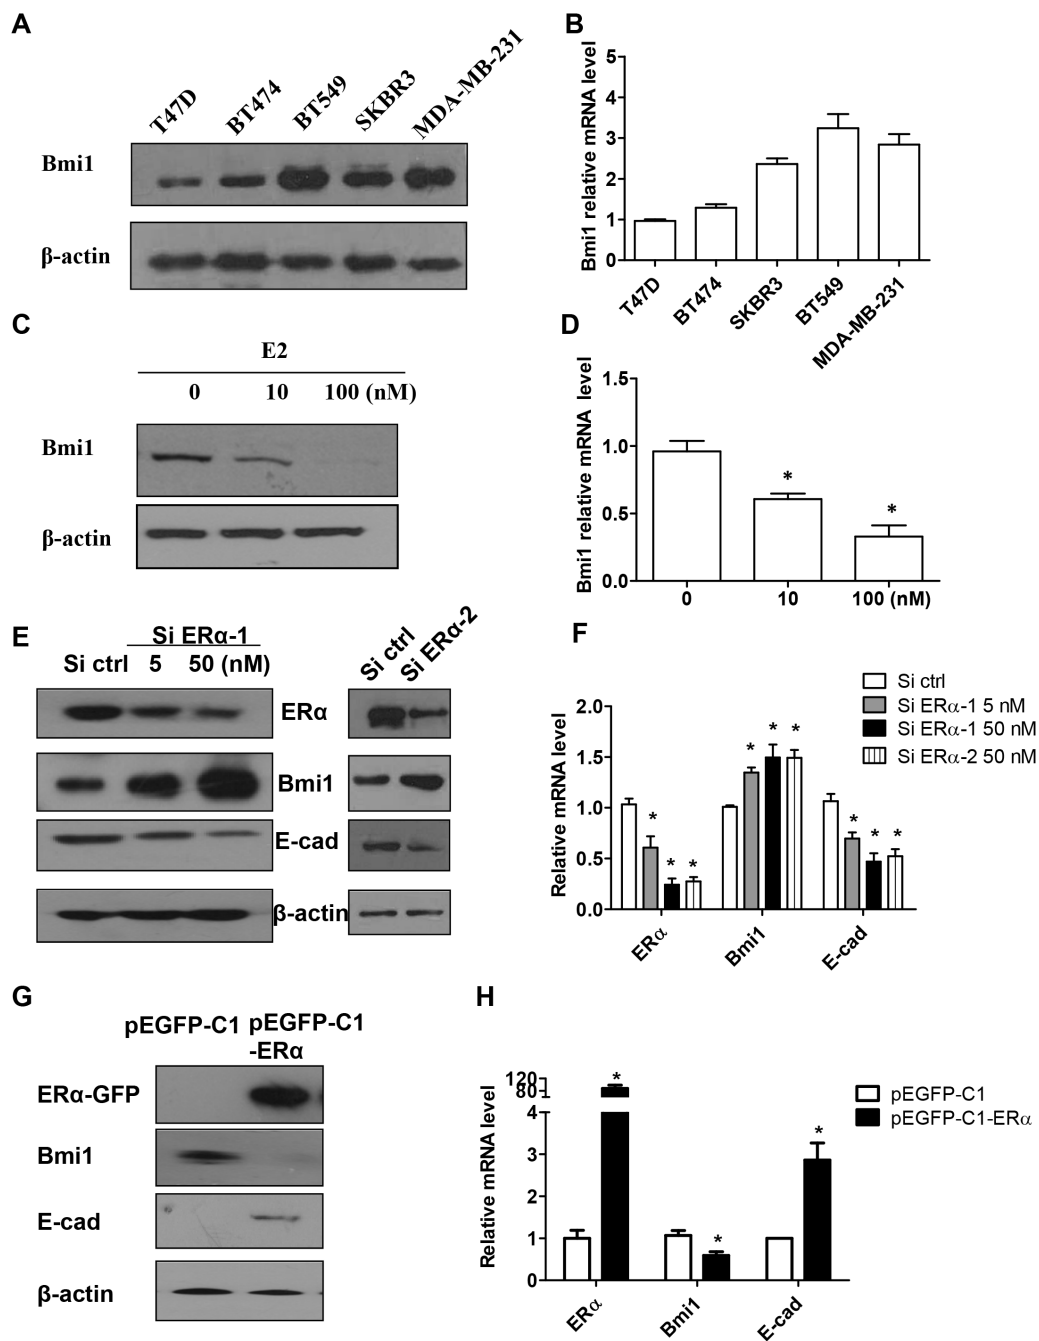 A
T47D BT474 BT549 SKBR3 MDA-MB-231
Bmi1
β-actin
B
Bmi1 relative mRNA level
5
4
3
2
1
0
T47D BT474 SKBR3 BT549 MDA-MB-231
C
E2
0 10 100 (nM)
Bmi1
β-actin
D
Bmi1 relative mRNA level
1.5
1.0
0.5
0.0
* *
0 10 100 (nM)
E
Si ERα-1
Si ctrl 5 50 (nM)
Si ctrl Si ERα-2
ERα
Bmi1
E-cad
β-actin
F
Si ctrl
Si ERα-1 5 nM
Si ERα-1 50 nM
Si ERα-2 50 nM
Relative mRNA level
2.0
1.5
1.0
0.5
0.0
* * * * * * * * *
ERα Bmi1 E-cad
G
pEGFP-C1 pEGFP-C1
-ERα
ERα-GFP
Bmi1
E-cad
β-actin
H
pEGFP-C1
pEGFP-C1-ERα
Relative mRNA level
120
80
4
3
2
1
0
* * *
ERα Bmi1 E-cad